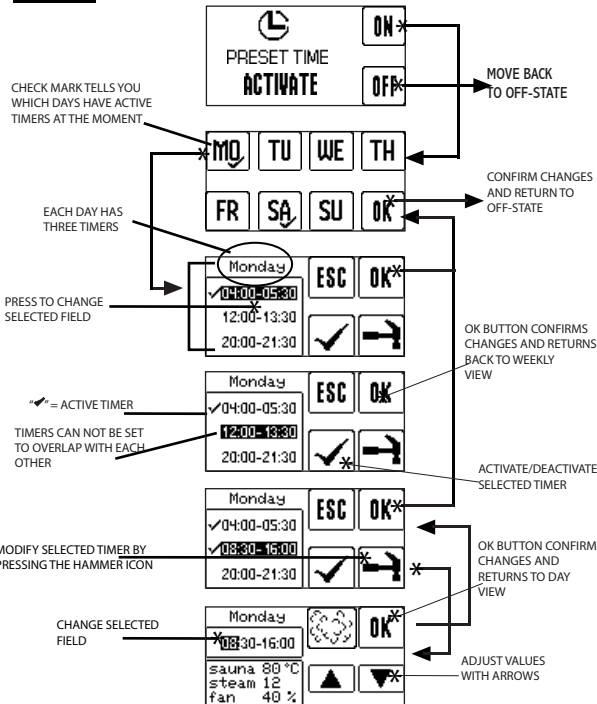 PRESET TIME
ACTIVATE
ON
OFF
MOVE BACK
TO OFF-STATE
CHECK MARK TELLS YOU
WHICH DAYS HAVE ACTIVE
TIMERS AT THE MOMENT
MO TU WE TH
FR SA SU OK
CONFIRM CHANGES
AND RETURN TO
OFF-STATE
EACH DAY HAS
THREE TIMERS
Monday
ESC OK
✓04:00-05:30
12:00-13:30
20:00-21:30
PRESS TO CHANGE
SELECTED FIELD
OK BUTTON CONFIRMS
CHANGES AND RETURNS
BACK TO WEEKLY
VIEW
Monday
ESC OK
✓04:00-05:30
12:00-13:30
20:00-21:30
"✔" = ACTIVE TIMER
TIMERS CAN NOT BE SET
TO OVERLAP WITH EACH
OTHER
ACTIVATE/DEACTIVATE
SELECTED TIMER
Monday
ESC OK
✓04:00-05:30
✓08:30-16:00
20:00-21:30
MODIFY SELECTED TIMER BY
PRESSING THE HAMMER ICON
OK BUTTON CONFIRM
CHANGES AND
RETURNS TO DAY
VIEW
Monday
OK
08:30-16:00
sauna 80°C
steam 12
fan 40 %
CHANGE SELECTED
FIELD
ADJUST VALUES
WITH ARROWS